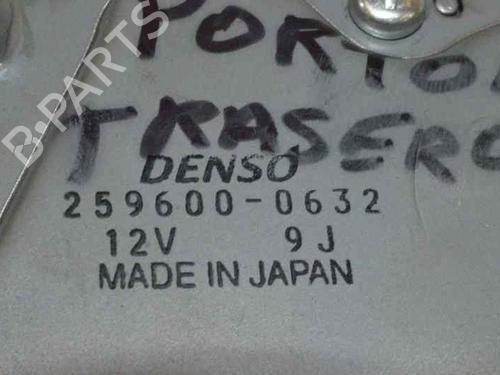 B-PARTS
PORTON
TRASERO
DENSO
259600-0632
12V 9J
MADE IN JAPAN